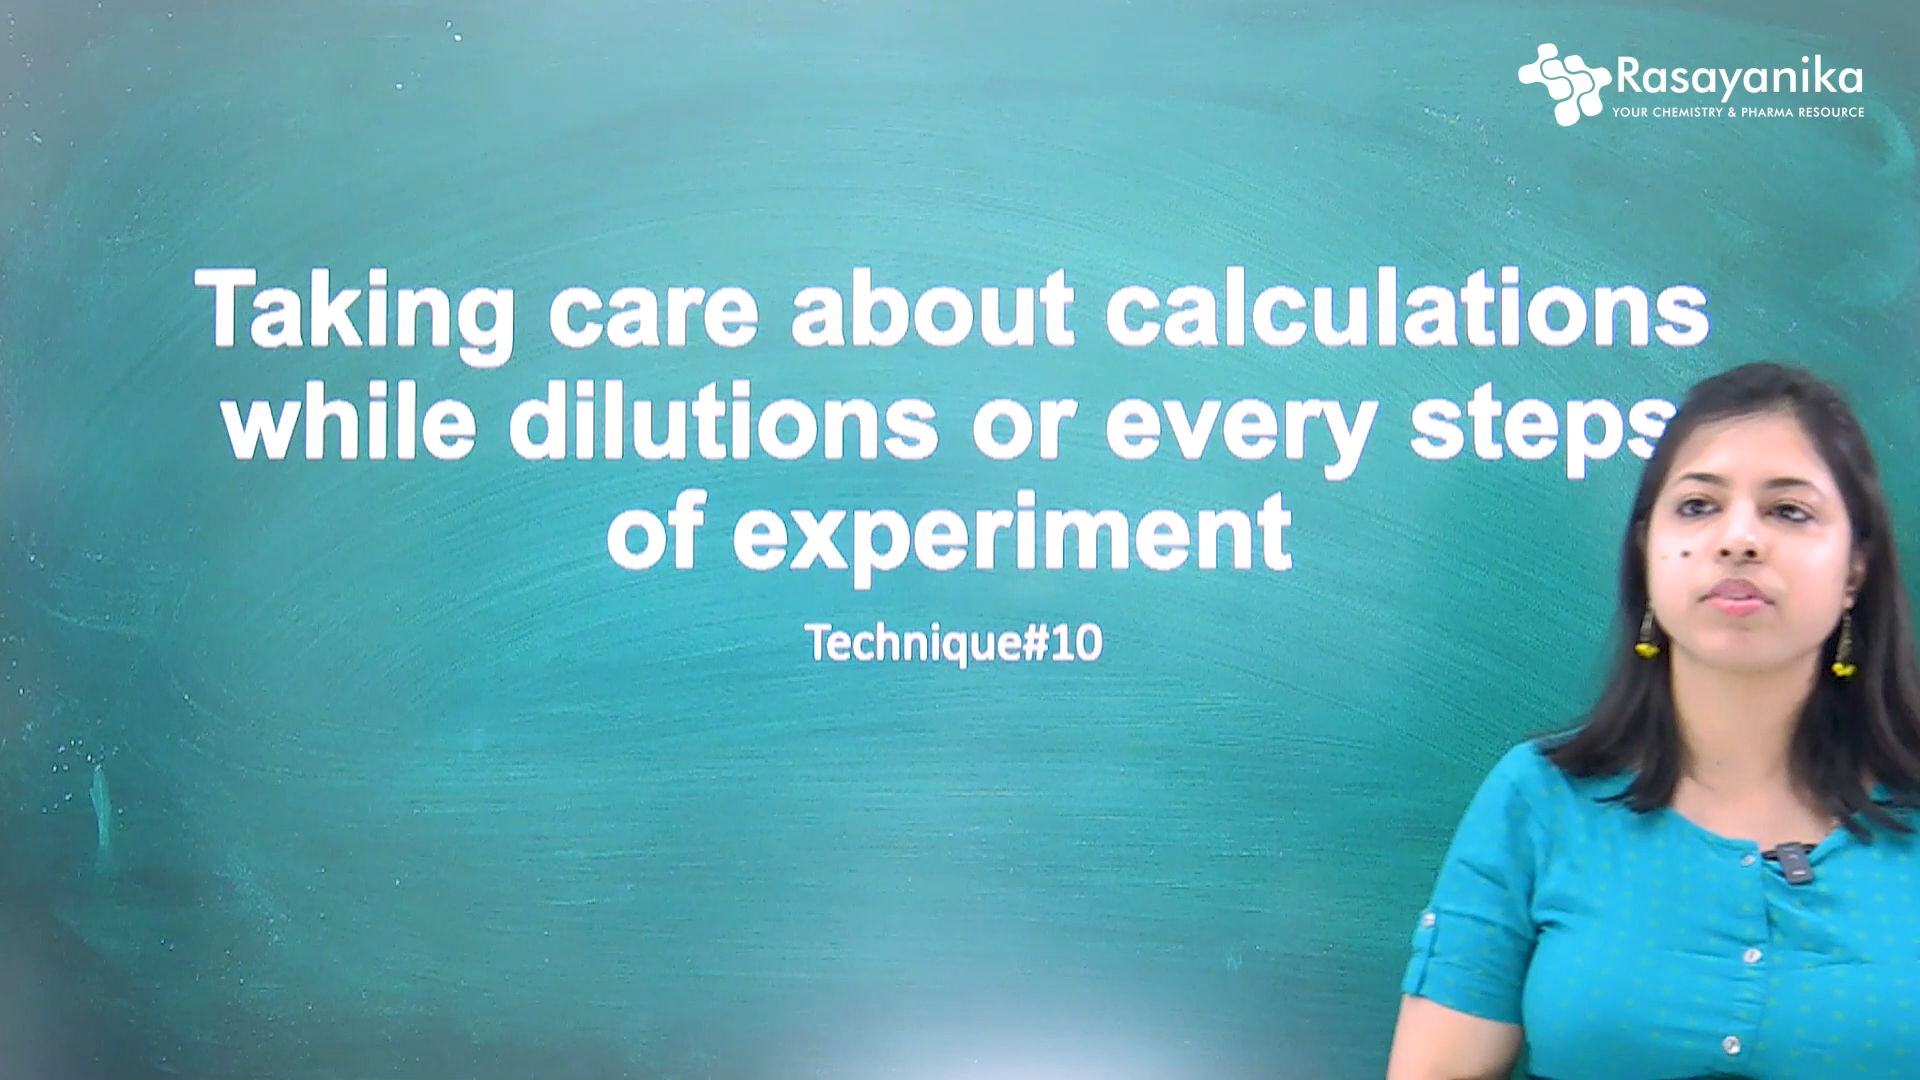 Rasayanika
YOUR CHEMISTRY & PHARMA RESOURCE
Taking care about calculations
while dilutions or every steps
of experiment
Technique#10